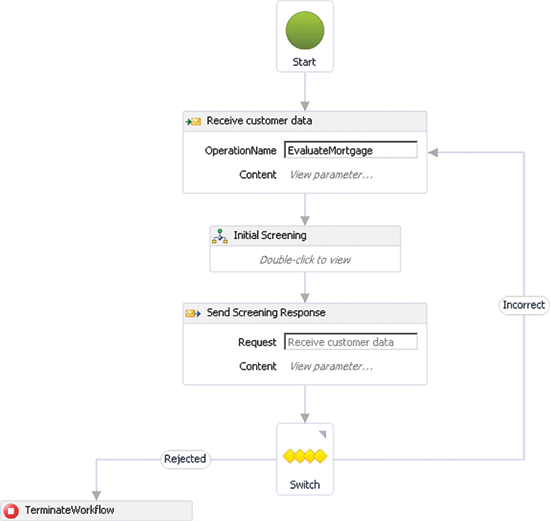 Start
Receive customer data
OperationName EvaluateMortgage
Content View parameter...
Initial Screening
Double-click to view
Incorrect
Send Screening Response
Request Receive customer data
Content View parameter...
Rejected
Switch
TerminateWorkflow